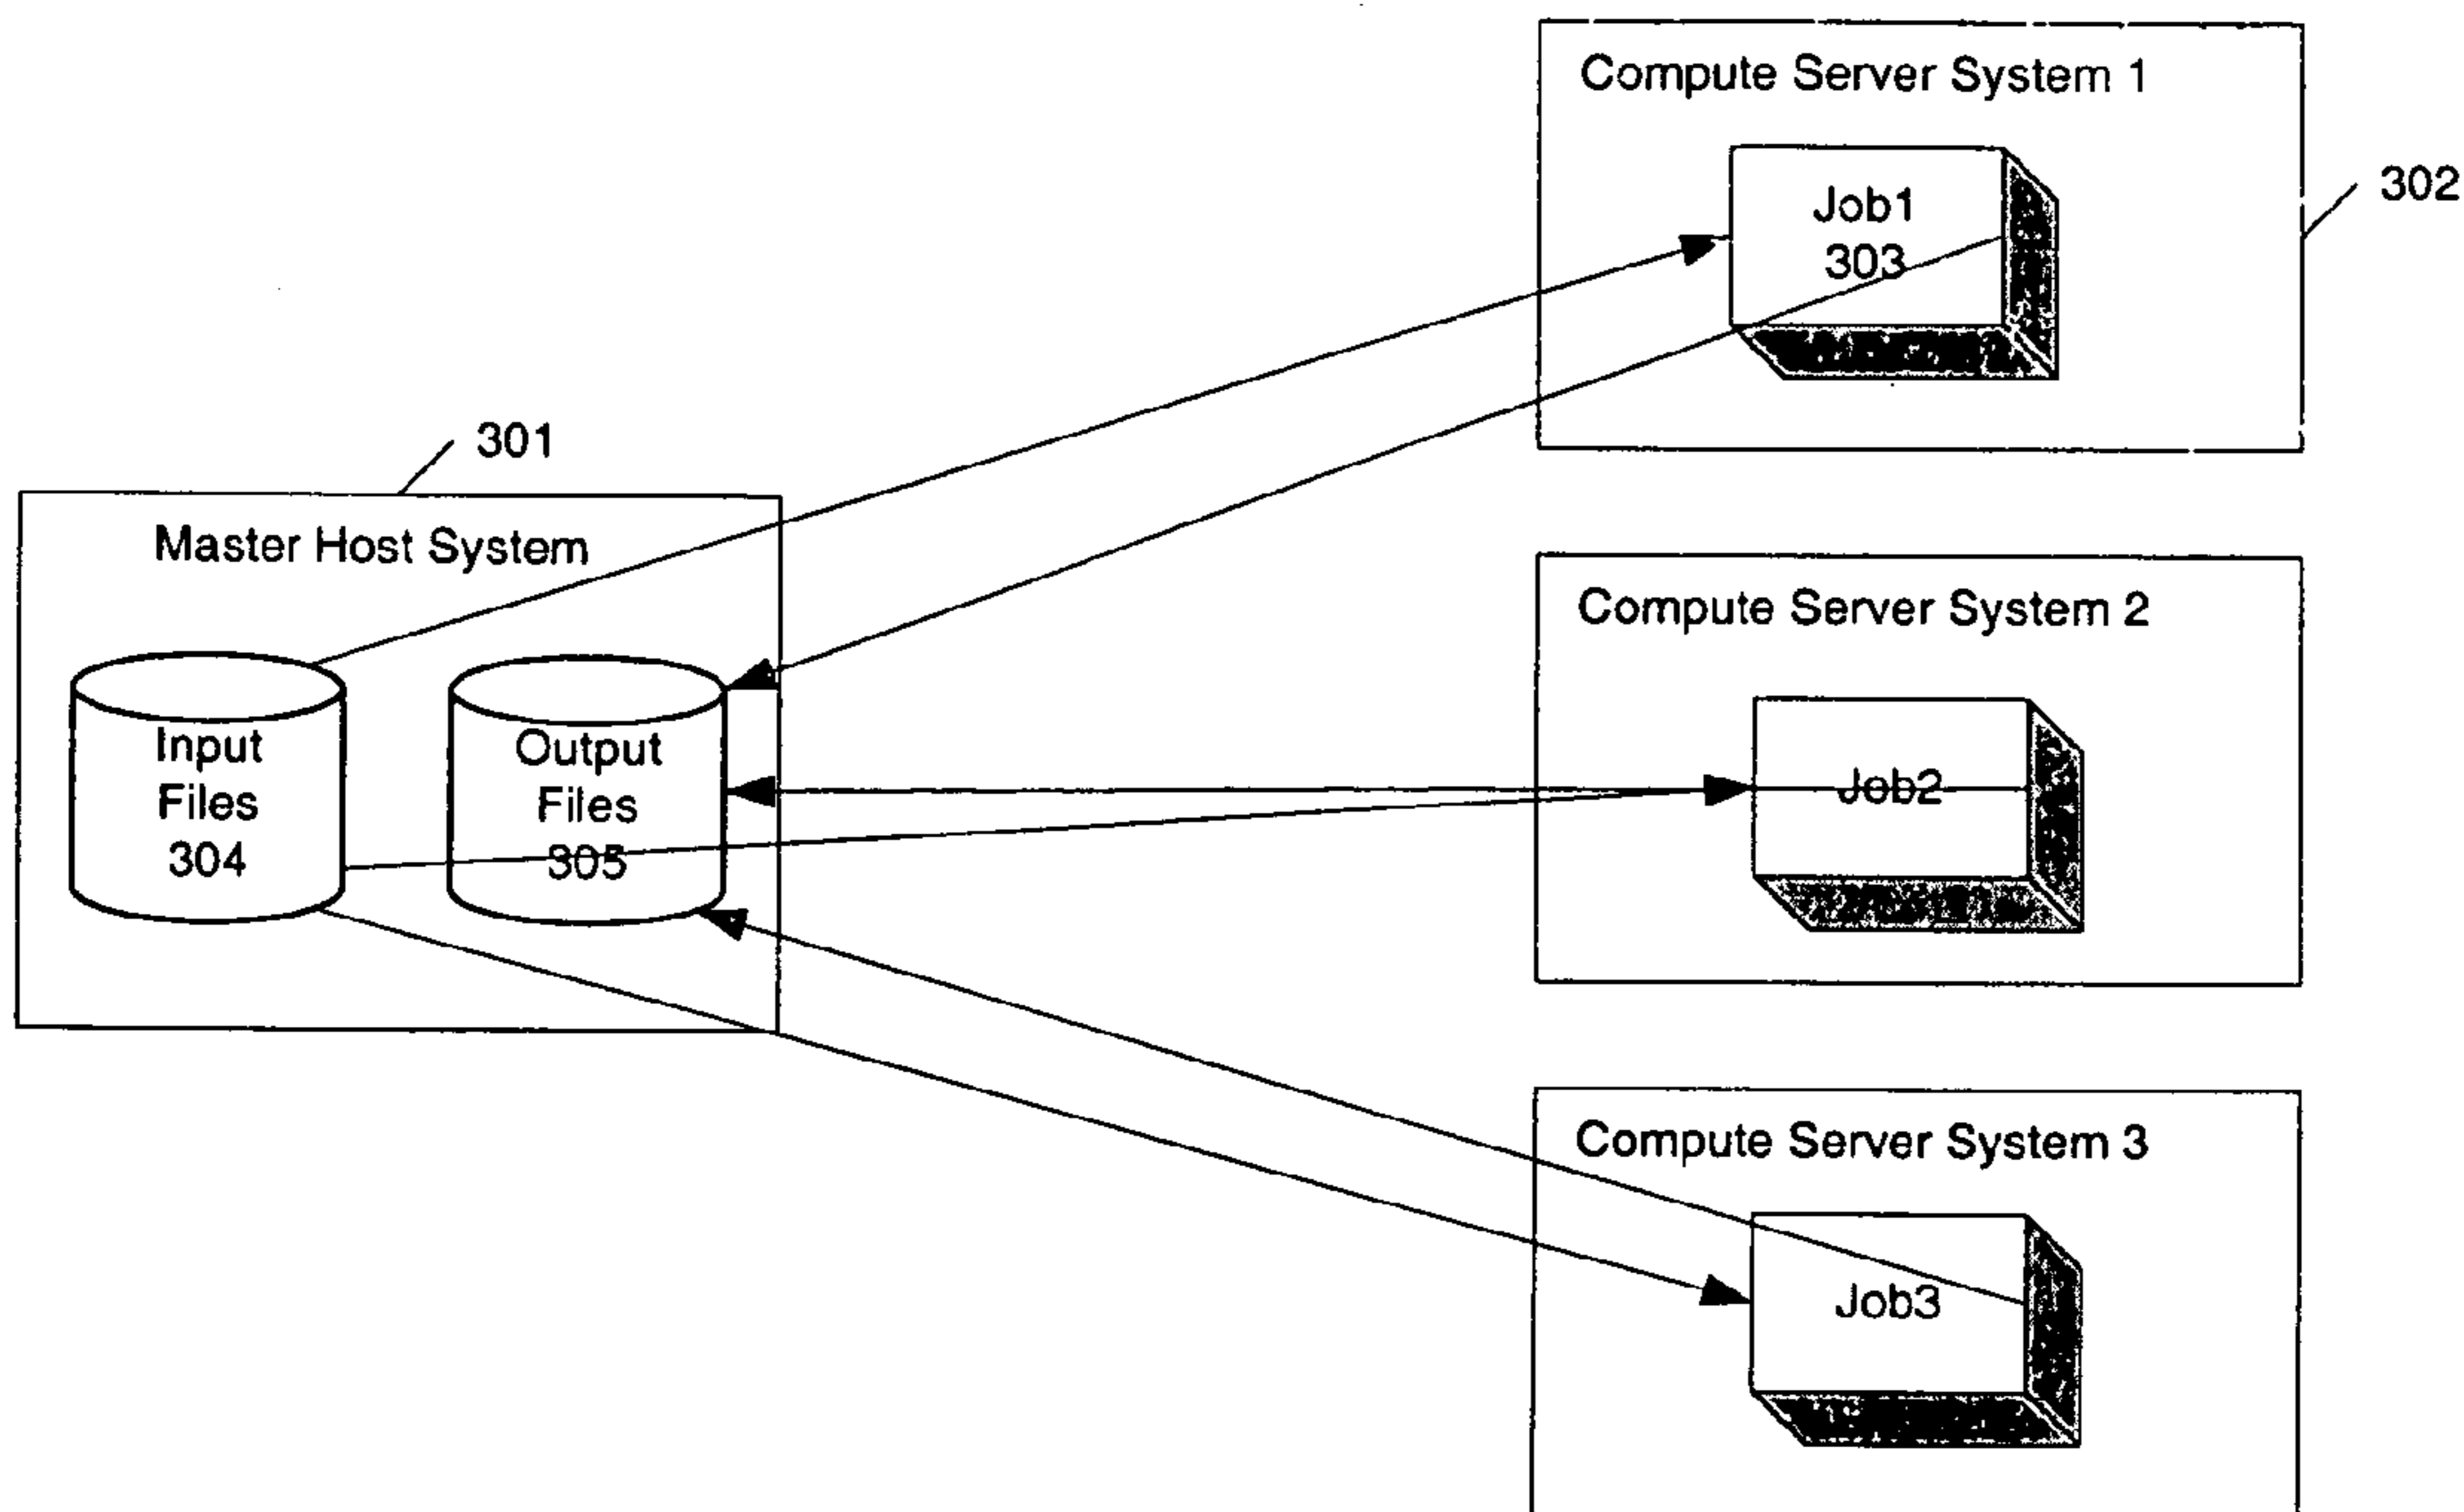 Compute Server System 1
Job1
303
302
301
Master Host System
Input
Files
304
Output
Files
305
Compute Server System 2
Job2
Compute Server System 3
Job3